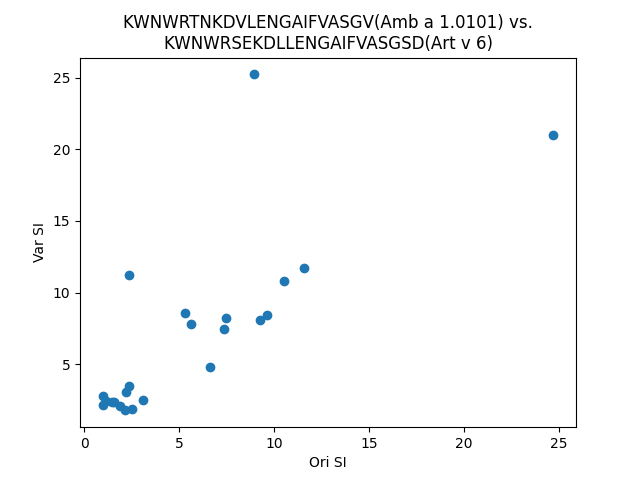 KWNWRTNKDVLENGAIFVASGV(Amb a 1.0101) vs.
KWNWRSEKDLLENGAIFVASGSD(Art v 6)
25
20
15
10
5
Var SI
0 5 10 15 20 25
Ori SI